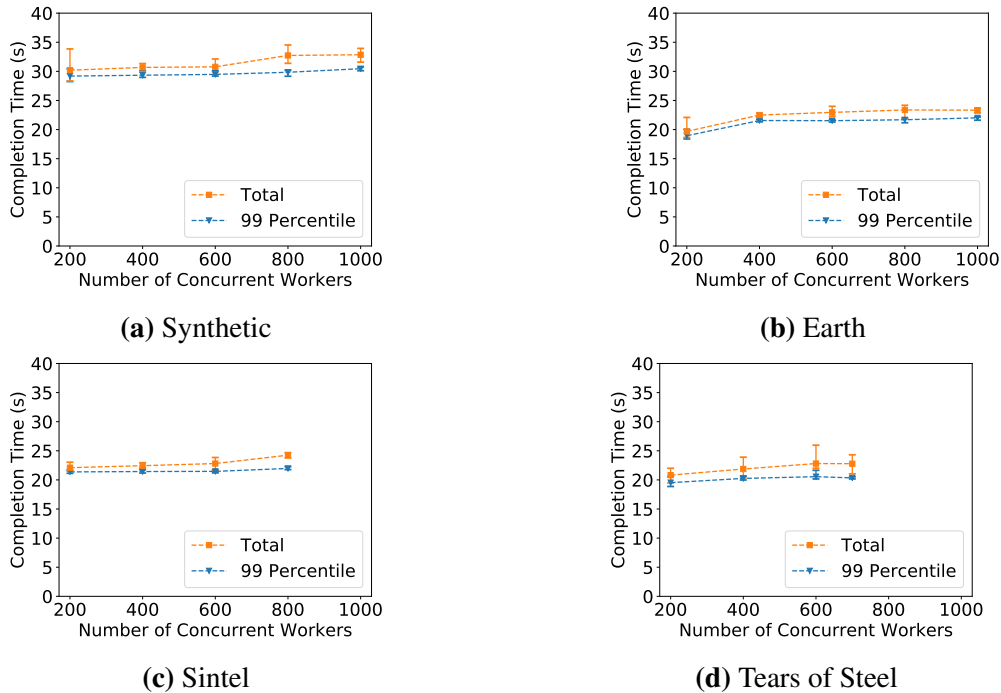 40
35
30
25
20
15
10
5
0
Completion Time (s)
Total
99 Percentile
200 400 600 800 1000
Number of Concurrent Workers
(a) Synthetic
40
35
30
25
20
15
10
5
0
Completion Time (s)
Total
99 Percentile
200 400 600 800 1000
Number of Concurrent Workers
(b) Earth
40
35
30
25
20
15
10
5
0
Completion Time (s)
Total
99 Percentile
200 400 600 800 1000
Number of Concurrent Workers
(c) Sintel
40
35
30
25
20
15
10
5
0
Completion Time (s)
Total
99 Percentile
200 400 600 800 1000
Number of Concurrent Workers
(d) Tears of Steel